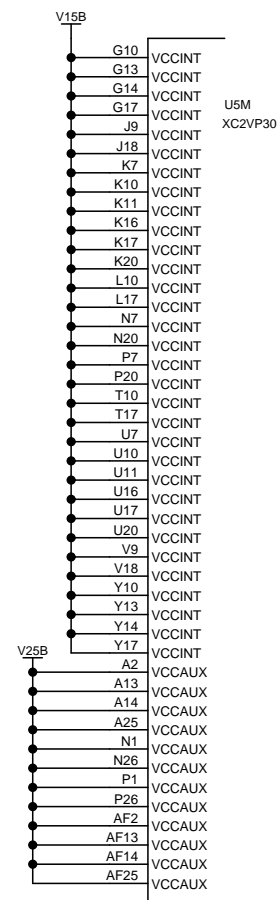 V15B
G10 VCCINT
G13 VCCINT
G14 VCCINT
G17 VCCINT
U5M
J9 VCCINT
XC2VP30
J18 VCCINT
K7 VCCINT
K10 VCCINT
K11 VCCINT
K16 VCCINT
K17 VCCINT
K20 VCCINT
L10 VCCINT
L17 VCCINT
N7 VCCINT
N20 VCCINT
P7 VCCINT
P20 VCCINT
T10 VCCINT
T17 VCCINT
U7 VCCINT
U10 VCCINT
U11 VCCINT
U16 VCCINT
U17 VCCINT
U20 VCCINT
V9 VCCINT
V18 VCCINT
Y10 VCCINT
Y13 VCCINT
Y14 VCCINT
Y17 VCCINT
V25B
A2 VCCAUX
A13 VCCAUX
A14 VCCAUX
A25 VCCAUX
N1 VCCAUX
N26 VCCAUX
P1 VCCAUX
P26 VCCAUX
AF2 VCCAUX
AF13 VCCAUX
AF14 VCCAUX
AF25 VCCAUX